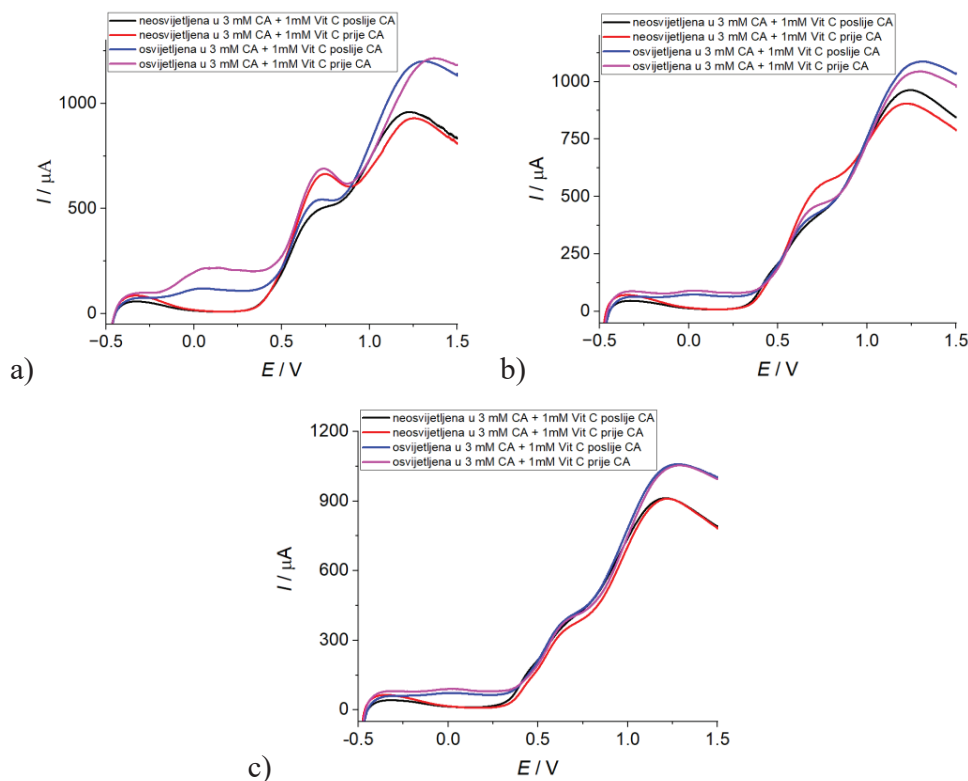 neosvijetljena u 3 mM CA + 1mM Vit C poslije CA
neosvijetljena u 3 mM CA + 1mM Vit C prije CA
osvijetljena u 3 mM CA + 1mM Vit C poslije CA
osvijetljena u 3 mM CA + 1mM Vit C prije CA
1000
500
0
I / µA
−0.5 0.0 0.5 1.0 1.5
E / V
a)
neosvijetljena u 3 mM CA + 1mM Vit C poslije CA
neosvijetljena u 3 mM CA + 1mM Vit C prije CA
osvijetljena u 3 mM CA + 1mM Vit C poslije CA
osvijetljena u 3 mM CA + 1mM Vit C prije CA
1000
750
500
250
0
I / µA
−0.5 0.0 0.5 1.0 1.5
E / V
b)
neosvijetljena u 3 mM CA + 1mM Vit C poslije CA
neosvijetljena u 3 mM CA + 1mM Vit C prije CA
osvijetljena u 3 mM CA + 1mM Vit C poslije CA
osvijetljena u 3 mM CA + 1mM Vit C prije CA
1200
900
600
300
0
I / µA
-0.5 0.0 0.5 1.0 1.5
E / V
c)